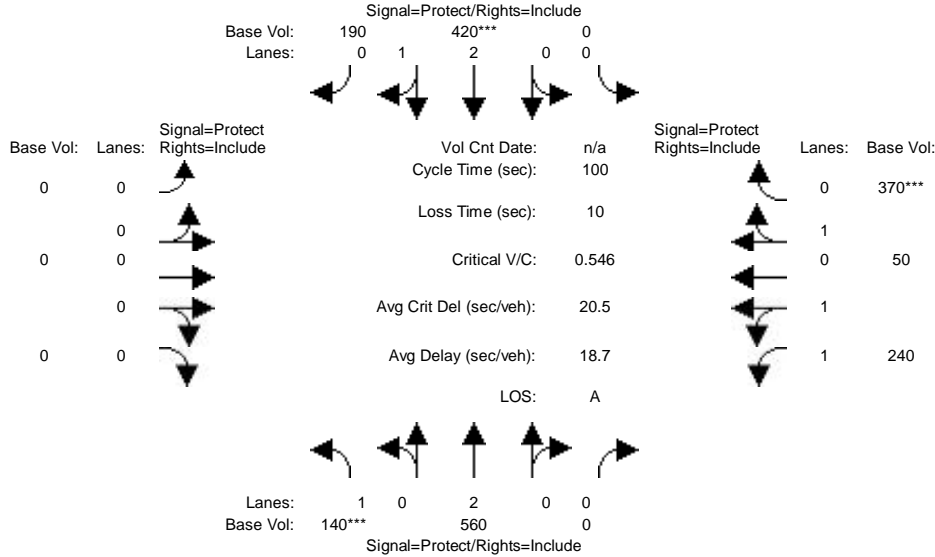 Signal=Protect/Rights=Include
Base Vol: 190 420*** 0
Lanes: 0 1 2 0 0
Signal=Protect
Base Vol: Lanes: Rights=Include
Vol Cnt Date: n/a
Signal=Protect
Rights=Include Lanes: Base Vol:
Cycle Time (sec): 100
0 0
0 370***
Loss Time (sec): 10
0
1
0 0
Critical V/C: 0.546
0 50
0
Avg Crit Del (sec/veh): 20.5
1
0 0
Avg Delay (sec/veh): 18.7
1 240
LOS: A
Lanes: 1 0 2 0 0
Base Vol: 140*** 560 0
Signal=Protect/Rights=Include